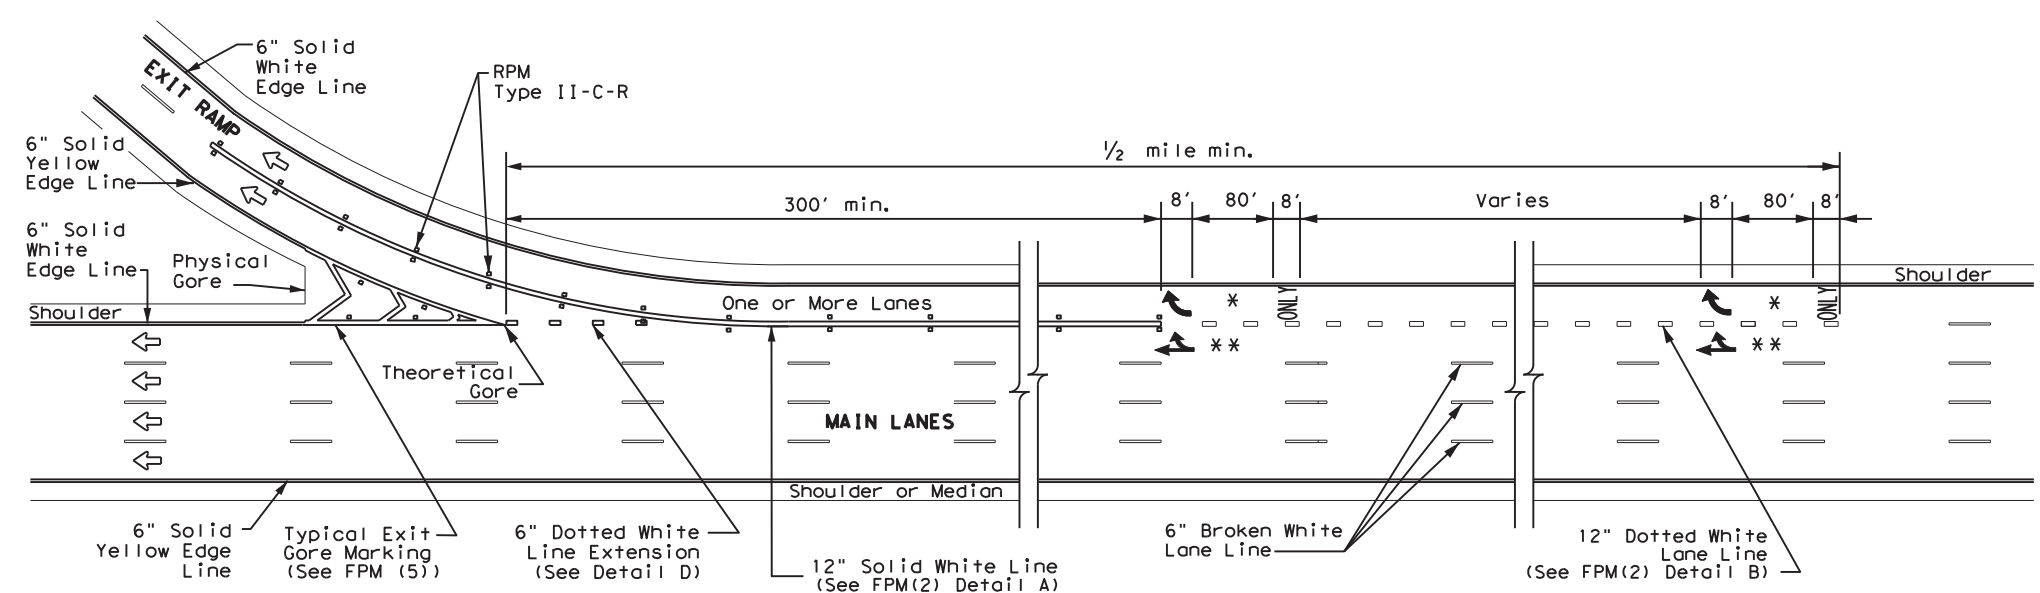 6" Solid
White
Edge Line
EXIT RAMP
RPM
Type II-C-R
6" Solid
Yellow
Edge Line
½ mile min.
300' min.
8'
80'
8'
Varies
8'
80'
8'
6" Solid
White
Edge Line
Physical
Gore
Shoulder
Shoulder
One or More Lanes
*
ONLY
*
ONLY
**
**
Theoretical
Gore
MAIN LANES
Shoulder or Median
6" Solid
Yellow Edge
Line
Typical Exit
Gore Marking
(See FPM (5))
6" Dotted White
Line Extension
(See Detail D)
12" Solid White Line
(See FPM(2) Detail A)
6" Broken White
Lane Line
12" Dotted White
Lane Line
(See FPM(2) Detail B)